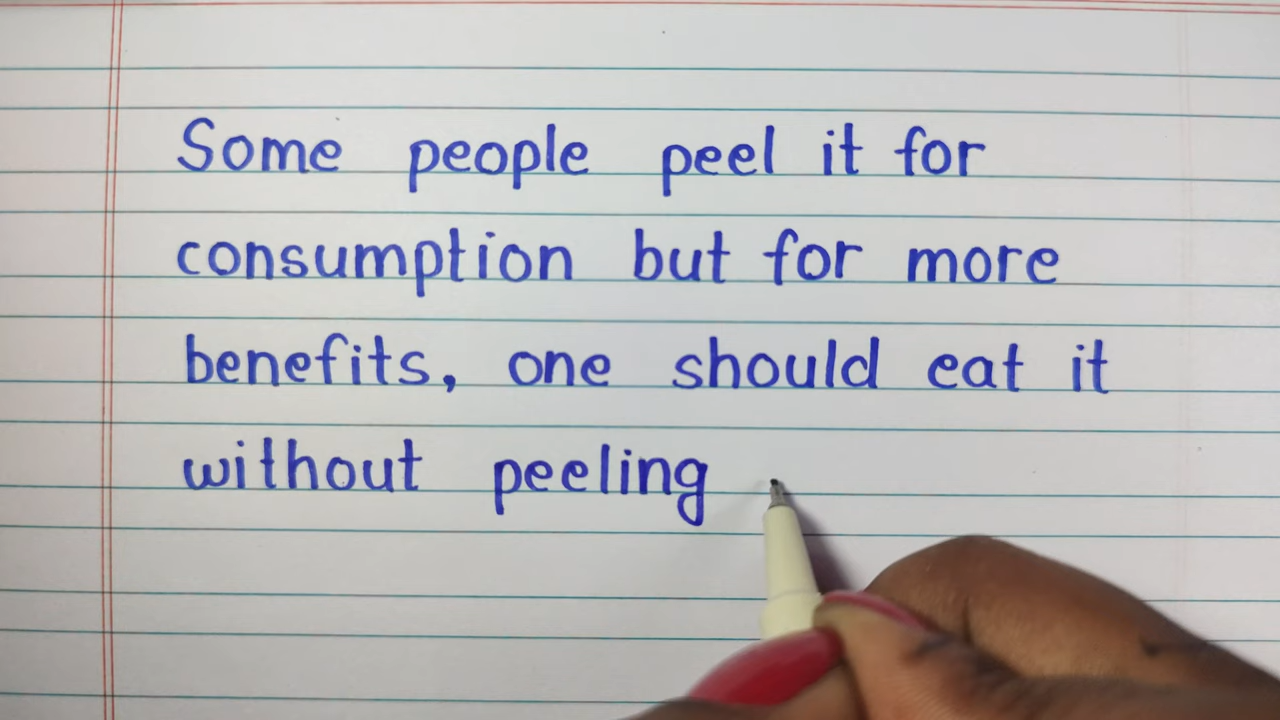 Some people peel it for
consumption but for more
benefits, one should eat it
without peeling